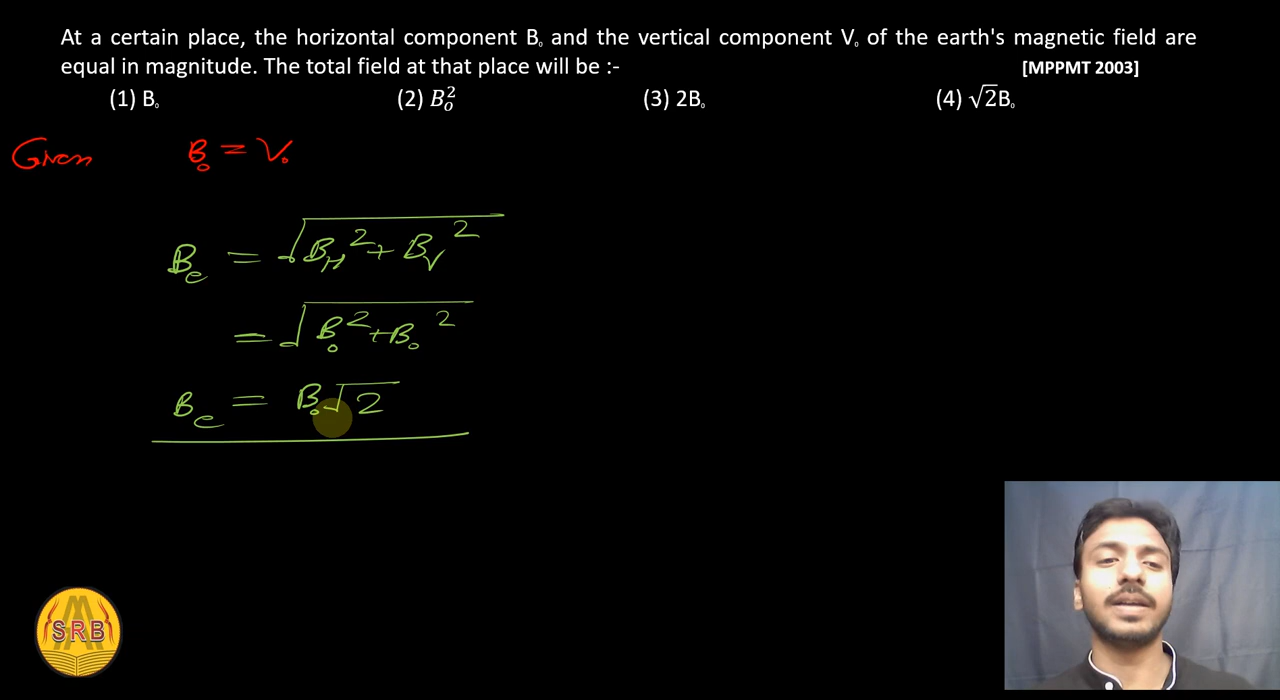 At a certain place, the horizontal component B₀ and the vertical component V₀ of the earth's magnetic field are
equal in magnitude. The total field at that place will be :- [MPPMT 2003]
(1) B₀ (2) B₀² (3) 2B₀ (4) √2B₀
Given B₀ = V₀
Bₑ = √(B_H² + B_V²)
= √(B₀² + B₀²)
Bₑ = B₀√2
SRB